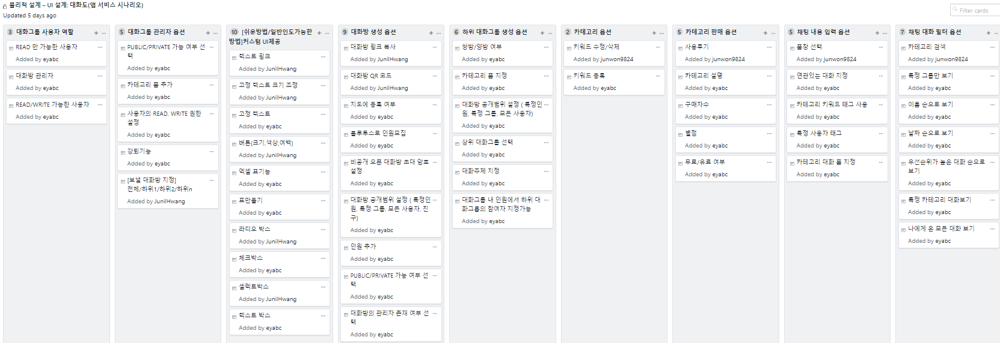 물리적 설계 – UI 설계: 대화도(앱 서비스 시나리오)
Updated 5 days ago
Filter cards
3 대화그룹 사용자 역할
READ 만 가능한 사용자
Added by eyabc
대화방 관리자
Added by eyabc
READ/WRITE 가능한 사용자
Added by eyabc
5 대화그룹 관리자 옵션
PUBLIC/PRIVATE 가능 여부 선
택
Added by eyabc
카테고리 폼 추가
Added by eyabc
사용자의 READ, WRITE 권한
설정
Added by eyabc
강퇴기능
Added by eyabc
[보낼 대화방 지정]
전체/하위1/하위2/하위n
Added by JunilHwang
10 [쉬운방법/일반인도가능한
방법]커스텀 UI제공
텍스트 링크
Added by JunilHwang
고정 텍스트 크기 조정
Added by JunilHwang
고정 텍스트
Added by eyabc
버튼(크기,색상,여백)
Added by JunilHwang
엑셀 표기능
Added by eyabc
표만들기
Added by eyabc
라디오 박스
Added by JunilHwang
체크박스
Added by eyabc
셀렉트박스
Added by JunilHwang
텍스트 박스
Added by eyabc
9 대화방 생성 옵션
대화방 링크 복사
Added by JunilHwang
대화방 QR 코드
Added by JunilHwang
지도에 등록 여부
Added by eyabc
블루투스로 인원모집
Added by eyabc
비공개 오픈 대화방 초대 암호
설정
Added by eyabc
대화방 공개범위 설정 ( 특정인
원, 특정 그룹, 모든 사용자, 친
구)
Added by eyabc
인원 추가
Added by eyabc
PUBLIC/PRIVATE 가능 여부 선
택
Added by eyabc
대화방의 관리자 존재 여부 선
택
Added by eyabc
6 하위 대화그룹 생성 옵션
쌍방/양방 여부
Added by eyabc
카테고리 폼 지정
Added by eyabc
대화방 공개범위 설정 ( 특정인
원, 특정 그룹, 모든 사용자)
Added by eyabc
상위 대화그룹 선택
Added by eyabc
대화주제 지정
Added by eyabc
대화그룹 내 인원에서 하위 대
화그룹의 참여자 지정가능
Added by eyabc
2 카테고리 옵션
키워드 수정/삭제
Added by junwon9824
키워드 등록
Added by eyabc
5 카테고리 판매 옵션
사용후기
Added by junwon9824
카테고리 설명
Added by eyabc
구매자수
Added by eyabc
별점
Added by eyabc
무료/유료 여부
Added by eyabc
5 채팅 내용 입력 옵션
폼창 선택
Added by junwon9824
연관있는 대화 지정
Added by eyabc
카테고리 키워드 태그 사용
Added by eyabc
특정 사용자 태그
Added by eyabc
카테고리 대화 폼 지정
Added by eyabc
7 채팅 대화 필터 옵션
카테고리 검색
Added by junwon9824
특정 그룹만 보기
Added by eyabc
이름 순으로 보기
Added by eyabc
날짜 순으로 보기
Added by eyabc
우선순위가 높은 대화 순으로
보기
Added by eyabc
특정 카테고리 대화보기
Added by eyabc
나에게 온 모든 대화 보기
Added by eyabc